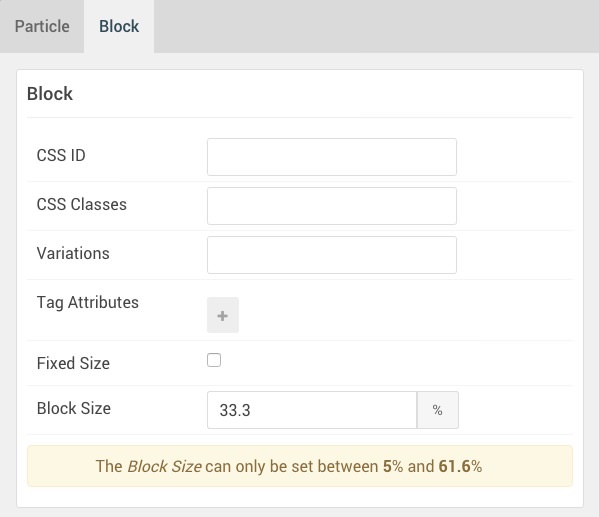 Particle Block
Block
CSS ID
CSS Classes
Variations
Tag Attributes
+
Fixed Size
Block Size 33.3 %
The Block Size can only be set between 5% and 61.6%